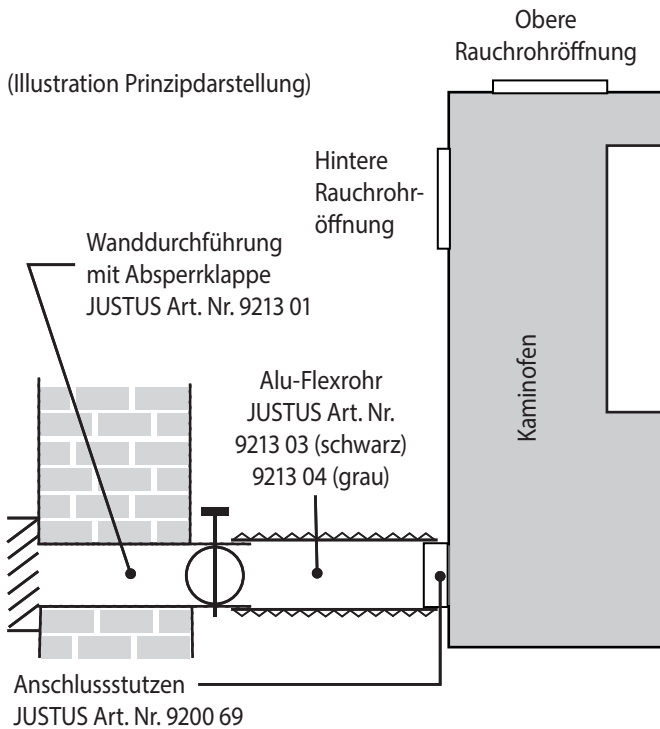 Obere
Rauchrohröffnung
(Illustration Prinzipdarstellung)
Hintere
Rauchrohr-
öffnung
Wanddurchführung
mit Absperrklappe
JUSTUS Art. Nr. 9213 01
Alu-Flexrohr
JUSTUS Art. Nr.
9213 03 (schwarz)
9213 04 (grau)
Kaminofen
Anschlussstutzen
JUSTUS Art. Nr. 9200 69